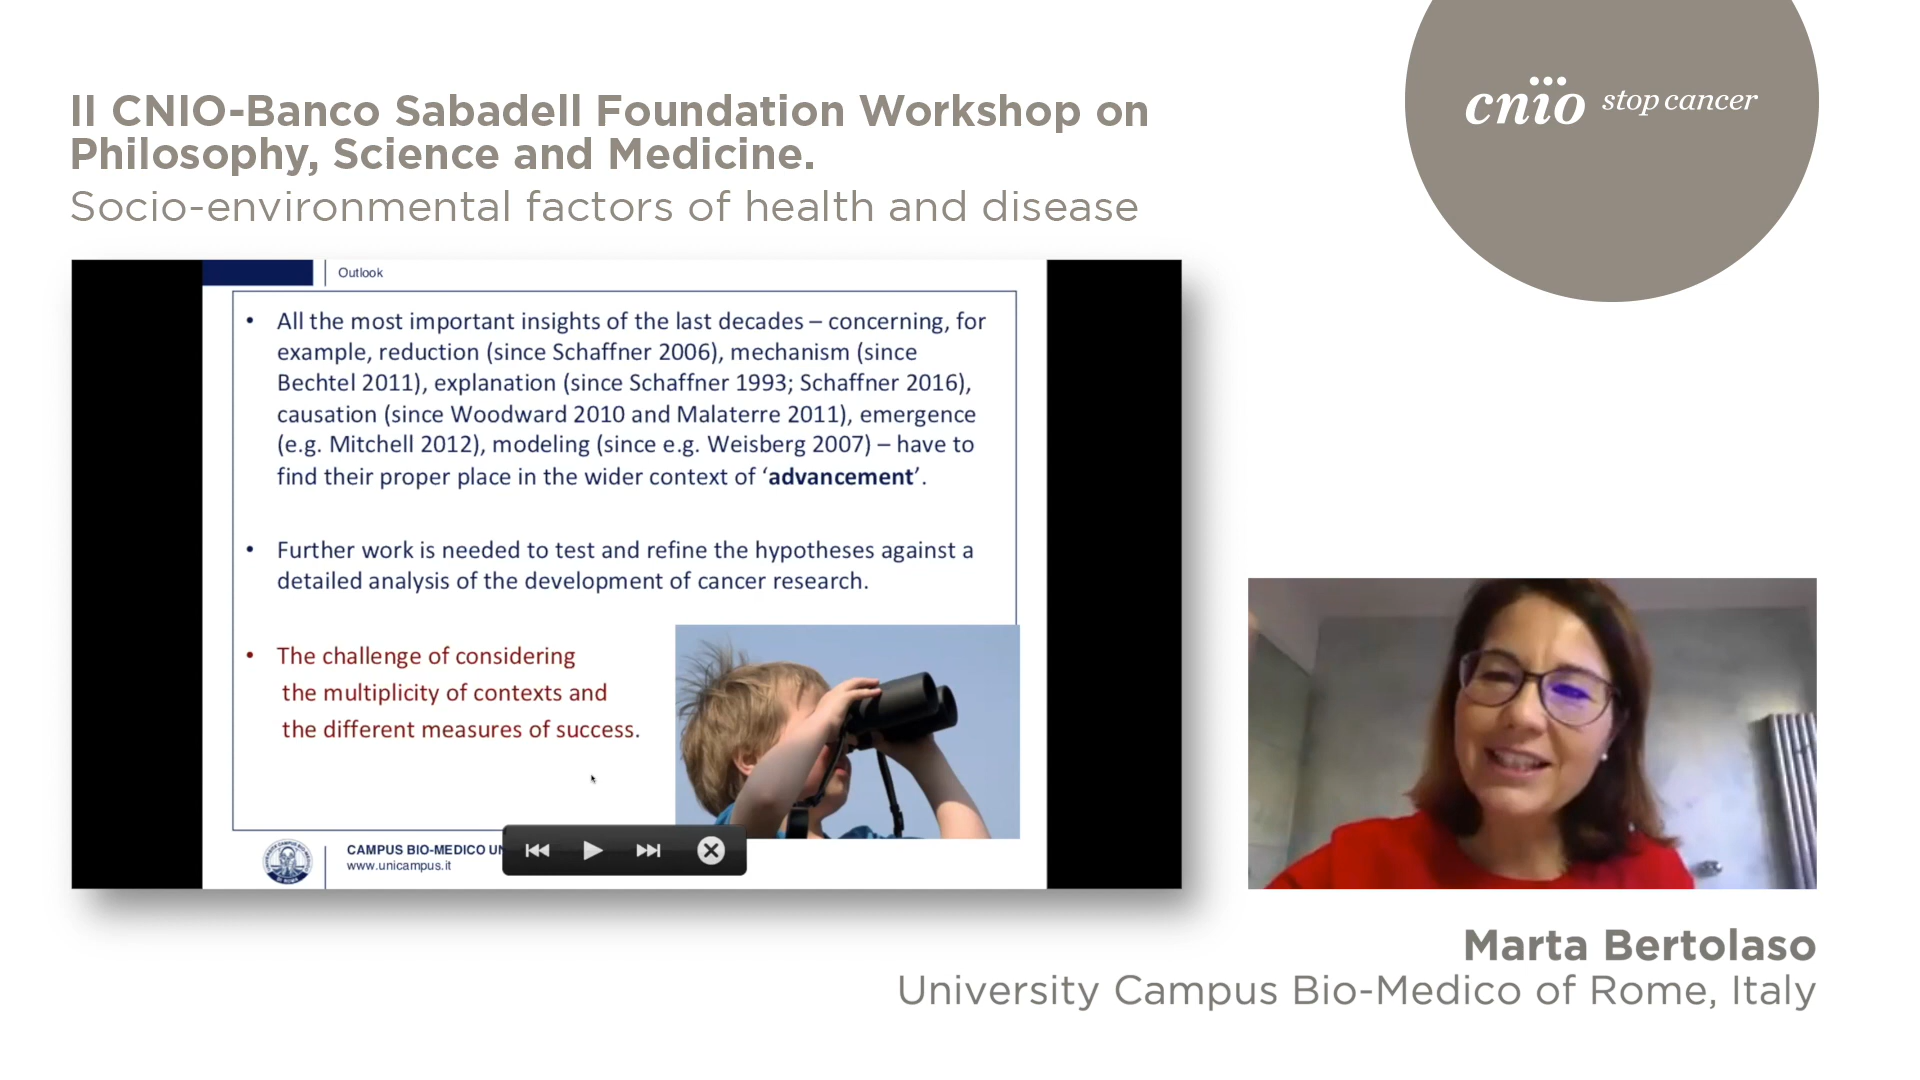 II CNIO-Banco Sabadell Foundation Workshop on
Philosophy, Science and Medicine.
Socio-environmental factors of health and disease
cnio stop cancer
Outlook
• All the most important insights of the last decades – concerning, for
example, reduction (since Schaffner 2006), mechanism (since
Bechtel 2011), explanation (since Schaffner 1993; Schaffner 2016),
causation (since Woodward 2010 and Malaterre 2011), emergence
(e.g. Mitchell 2012), modeling (since e.g. Weisberg 2007) – have to
find their proper place in the wider context of ‘advancement’.
• Further work is needed to test and refine the hypotheses against a
detailed analysis of the development of cancer research.
• The challenge of considering
the multiplicity of contexts and
the different measures of success.
CAMPUS BIO-MEDICO UN
www.unicampus.it
Marta Bertolaso
University Campus Bio-Medico of Rome, Italy